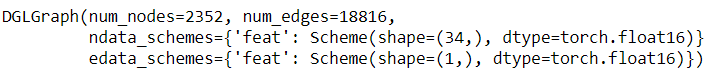 DGLGraph(num_nodes=2352, num_edges=18816,
ndata_schemes={'feat': Scheme(shape=(34,), dtype=torch.float16)}
edata_schemes={'feat': Scheme(shape=(1,), dtype=torch.float16)})